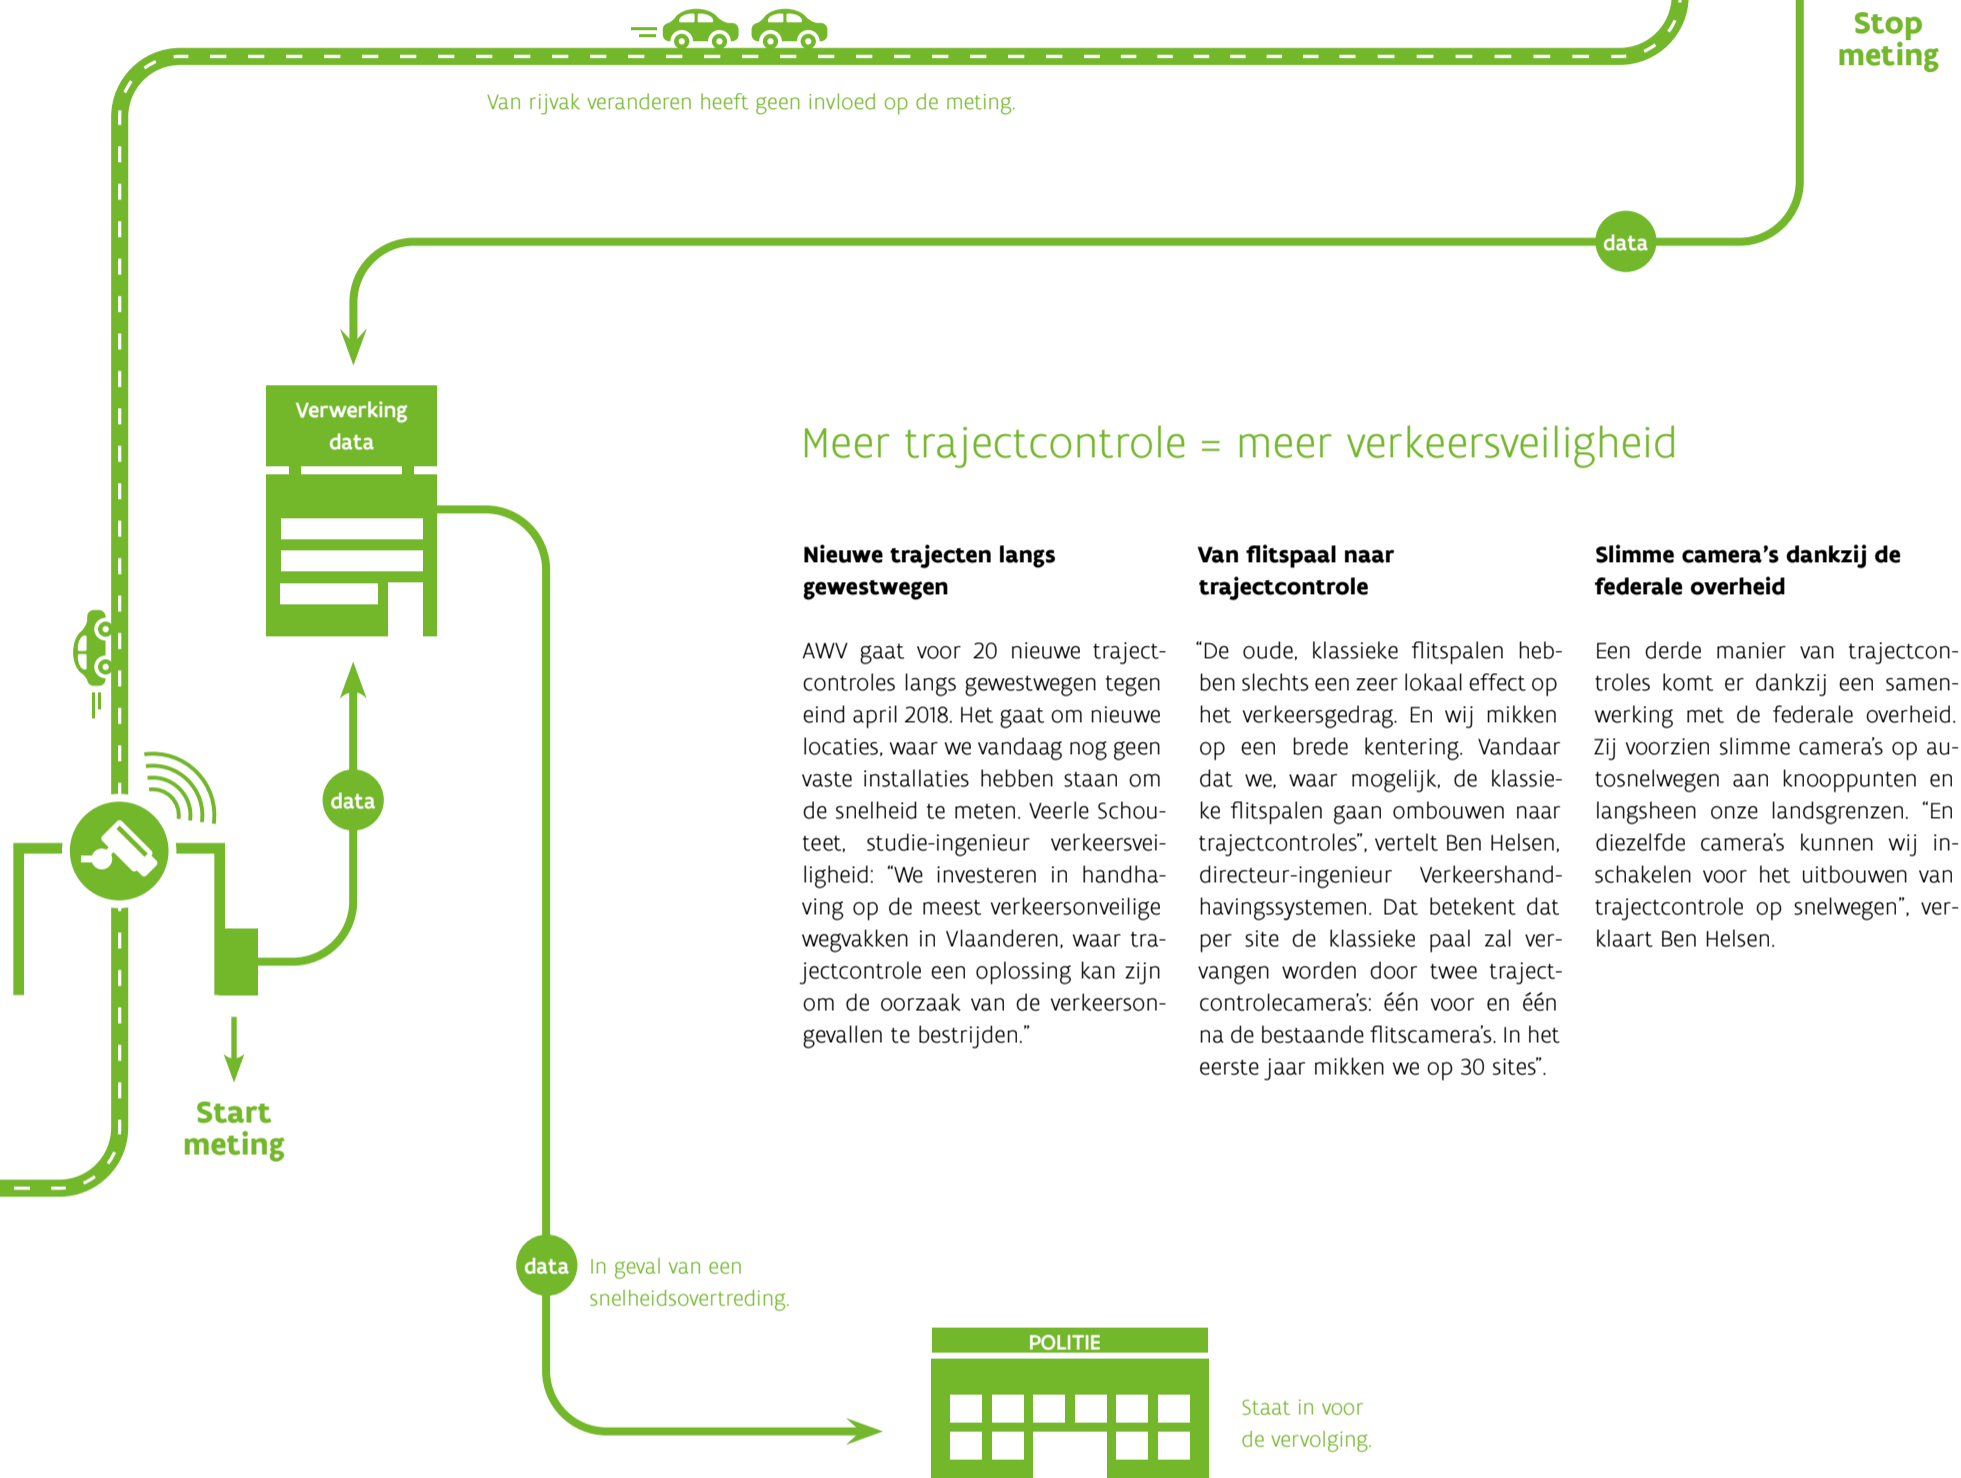 Stop
meting
Van rijvak veranderen heeft geen invloed op de meting.
data
Verwerking
data
Meer trajectcontrole = meer verkeersveiligheid
Nieuwe trajecten langs
gewestwegen
AWV gaat voor 20 nieuwe traject-
controles langs gewestwegen tegen
eind april 2018. Het gaat om nieuwe
locaties, waar we vandaag nog geen
vaste installaties hebben staan om
de snelheid te meten. Veerle Schou-
teet, studie-ingenieur verkeersvei-
ligheid: “We investeren in handha-
ving op de meest verkeersonveilige
wegvakken in Vlaanderen, waar tra-
jectcontrole een oplossing kan zijn
om de oorzaak van de verkeerson-
gevallen te bestrijden.”
Van flitspaal naar
trajectcontrole
“De oude, klassieke flitspalen heb-
ben slechts een zeer lokaal effect op
het verkeersgedrag. En wij mikken
op een brede kentering. Vandaar
dat we, waar mogelijk, de klassie-
ke flitspalen gaan ombouwen naar
trajectcontroles”, vertelt Ben Helsen,
directeur-ingenieur Verkeershand-
havingssystemen. Dat betekent dat
per site de klassieke paal zal ver-
vangen worden door twee traject-
controlecamera’s: één voor en één
na de bestaande flitscamera’s. In het
eerste jaar mikken we op 30 sites”.
Slimme camera’s dankzij de
federale overheid
Een derde manier van trajectcon-
troles komt er dankzij een samen-
werking met de federale overheid.
Zij voorzien slimme camera’s op au-
tosnelwegen aan knooppunten en
langsheen onze landsgrenzen. “En
diezelfde camera’s kunnen wij in-
schakelen voor het uitbouwen van
trajectcontrole op snelwegen”, ver-
klaart Ben Helsen.
data
Start
meting
data
In geval van een
snelheidsovertreding.
POLITIE
Staat in voor
de vervolging.